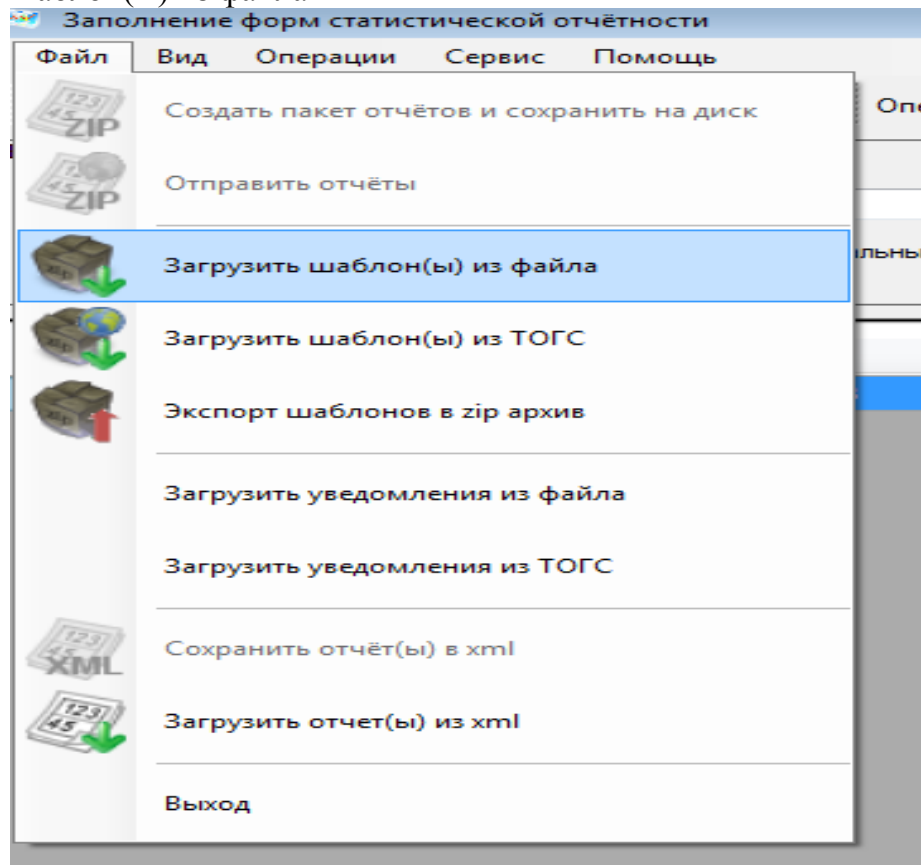 Заполнение форм статистической отчётности
Файл Вид Операции Сервис Помощь
Создать пакет отчётов и сохранить на диск
Отправить отчёты
Загрузить шаблон(ы) из файла
Загрузить шаблон(ы) из ТОГС
Экспорт шаблонов в zip архив
Загрузить уведомления из файла
Загрузить уведомления из ТОГС
Сохранить отчёт(ы) в xml
Загрузить отчет(ы) из xml
Выход